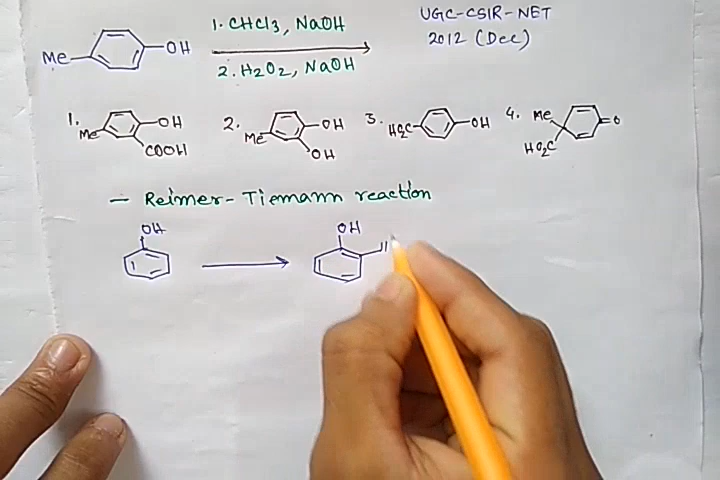 1. CHCl3, NaOH
UGC-CSIR-NET
2012 (Dec)
Me OH
2. H2O2, NaOH
1. Me OH COOH
2. Me OH OH
3. HO2C OH
4. Me HO2C O
- Reimer-Tiemann reaction
OH
OH